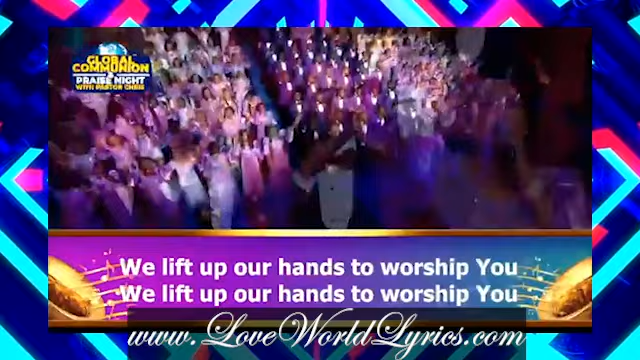 GLOBAL
COMMUNION
PRAISE NIGHT
WITH PASTOR CHRIS
We lift up our hands to worship You
We lift up our hands to worship You
www.LoveWorldLyrics.com